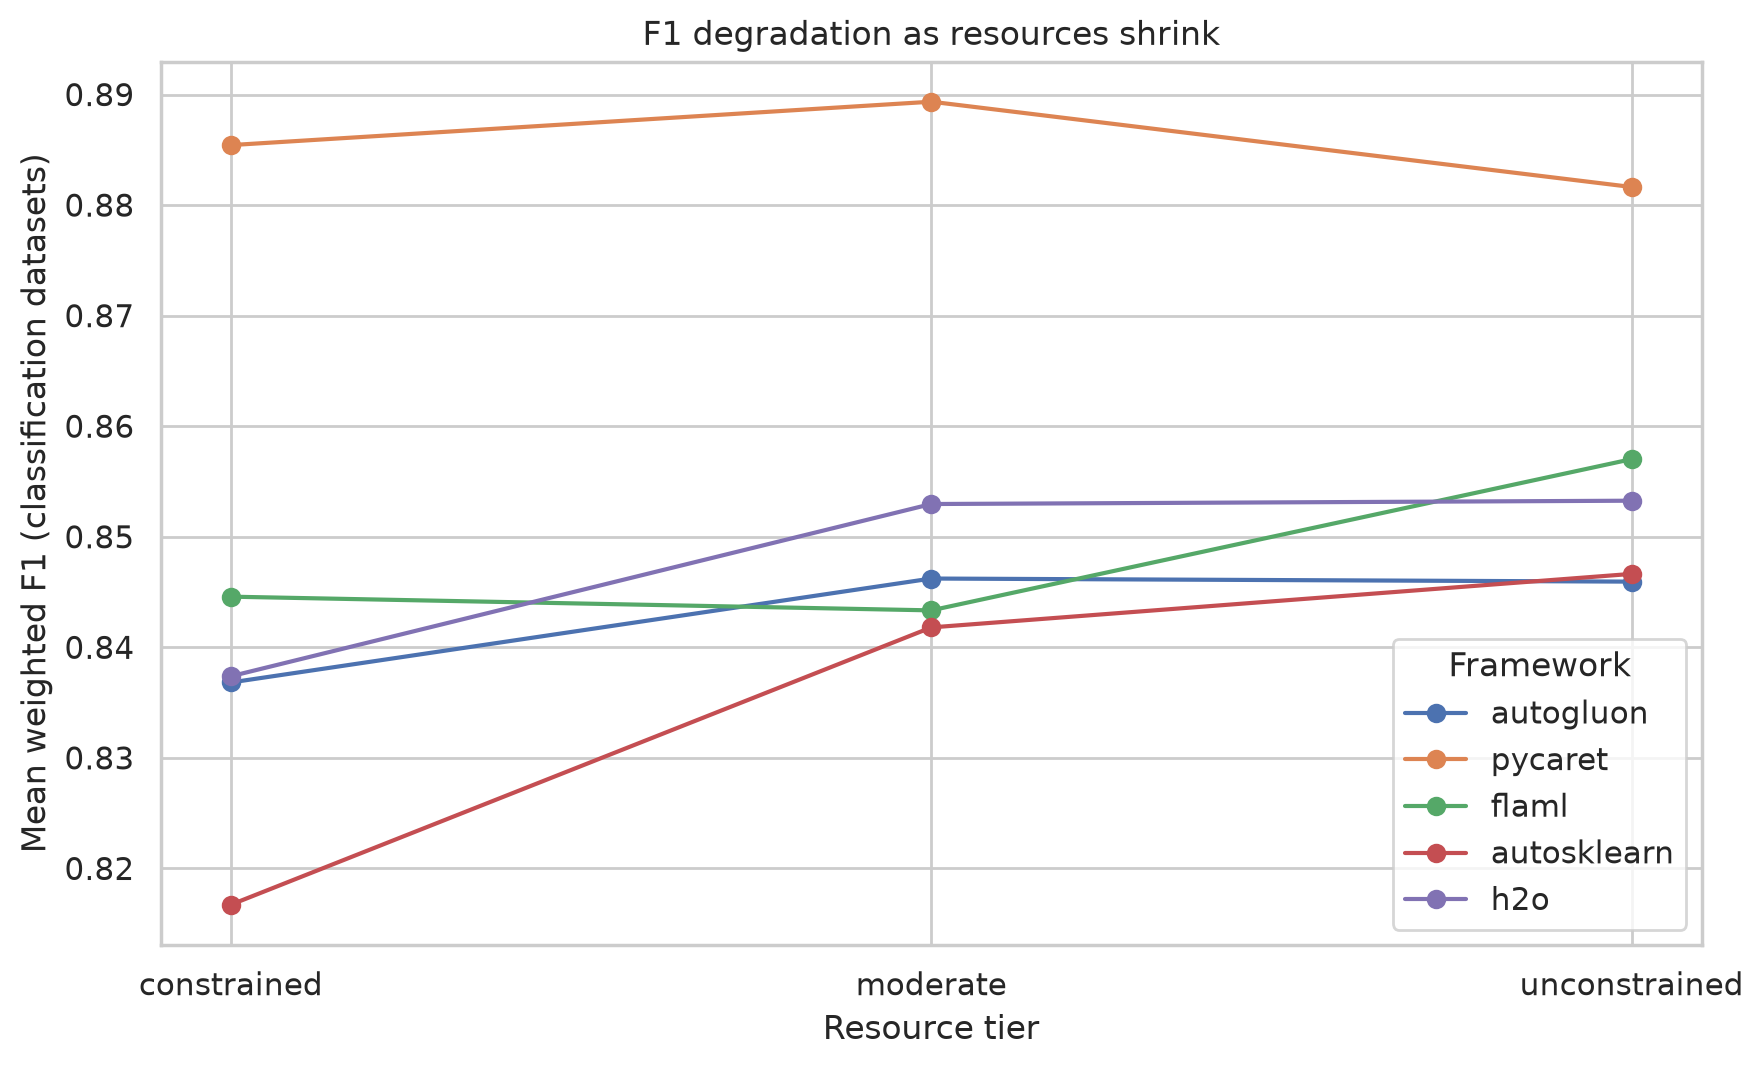 F1 degradation as resources shrink
Mean weighted F1 (classification datasets)
0.89
0.88
0.87
0.86
0.85
0.84
0.83
0.82
constrained
moderate
unconstrained
Resource tier
Framework
autogluon
pycaret
flaml
autosklearn
h2o